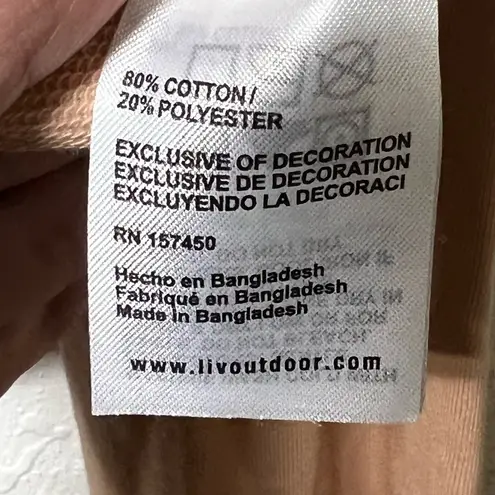 80% COTTON/
20% POLYESTER
EXCLUSIVE OF DECORATION
EXCLUSIVE DE DECORATION
EXCLUYENDO LA DECORACI
RN 157450
Hecho en Bangladesh
Fabriqué en Bangladesh
Made in Bangladesh
www.livoutdoor.com